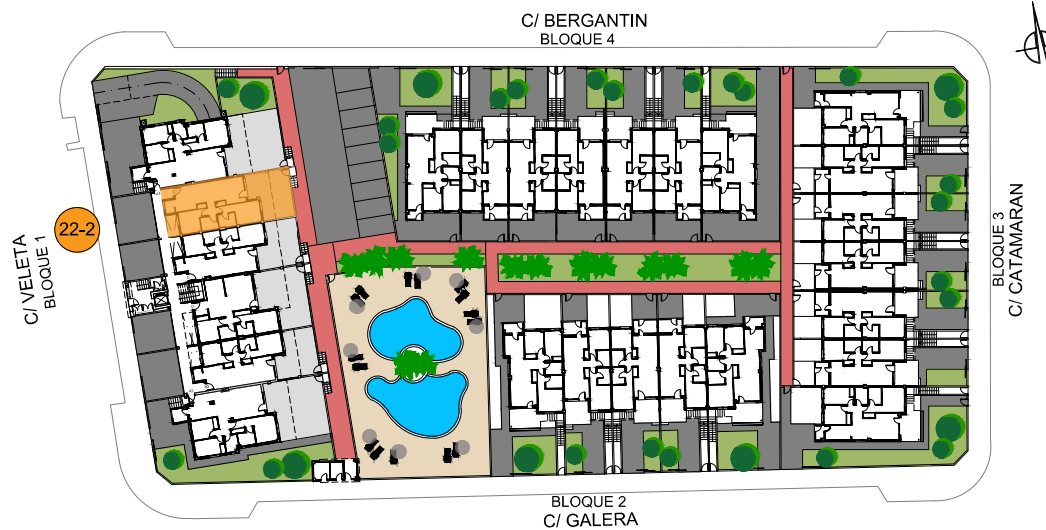 C/ BERGANTIN
BLOQUE 4
22-2
C/ VELETA
BLOQUE 1
BLOQUE 3
C/ CATAMARAN
BLOQUE 2
C/ GALERA